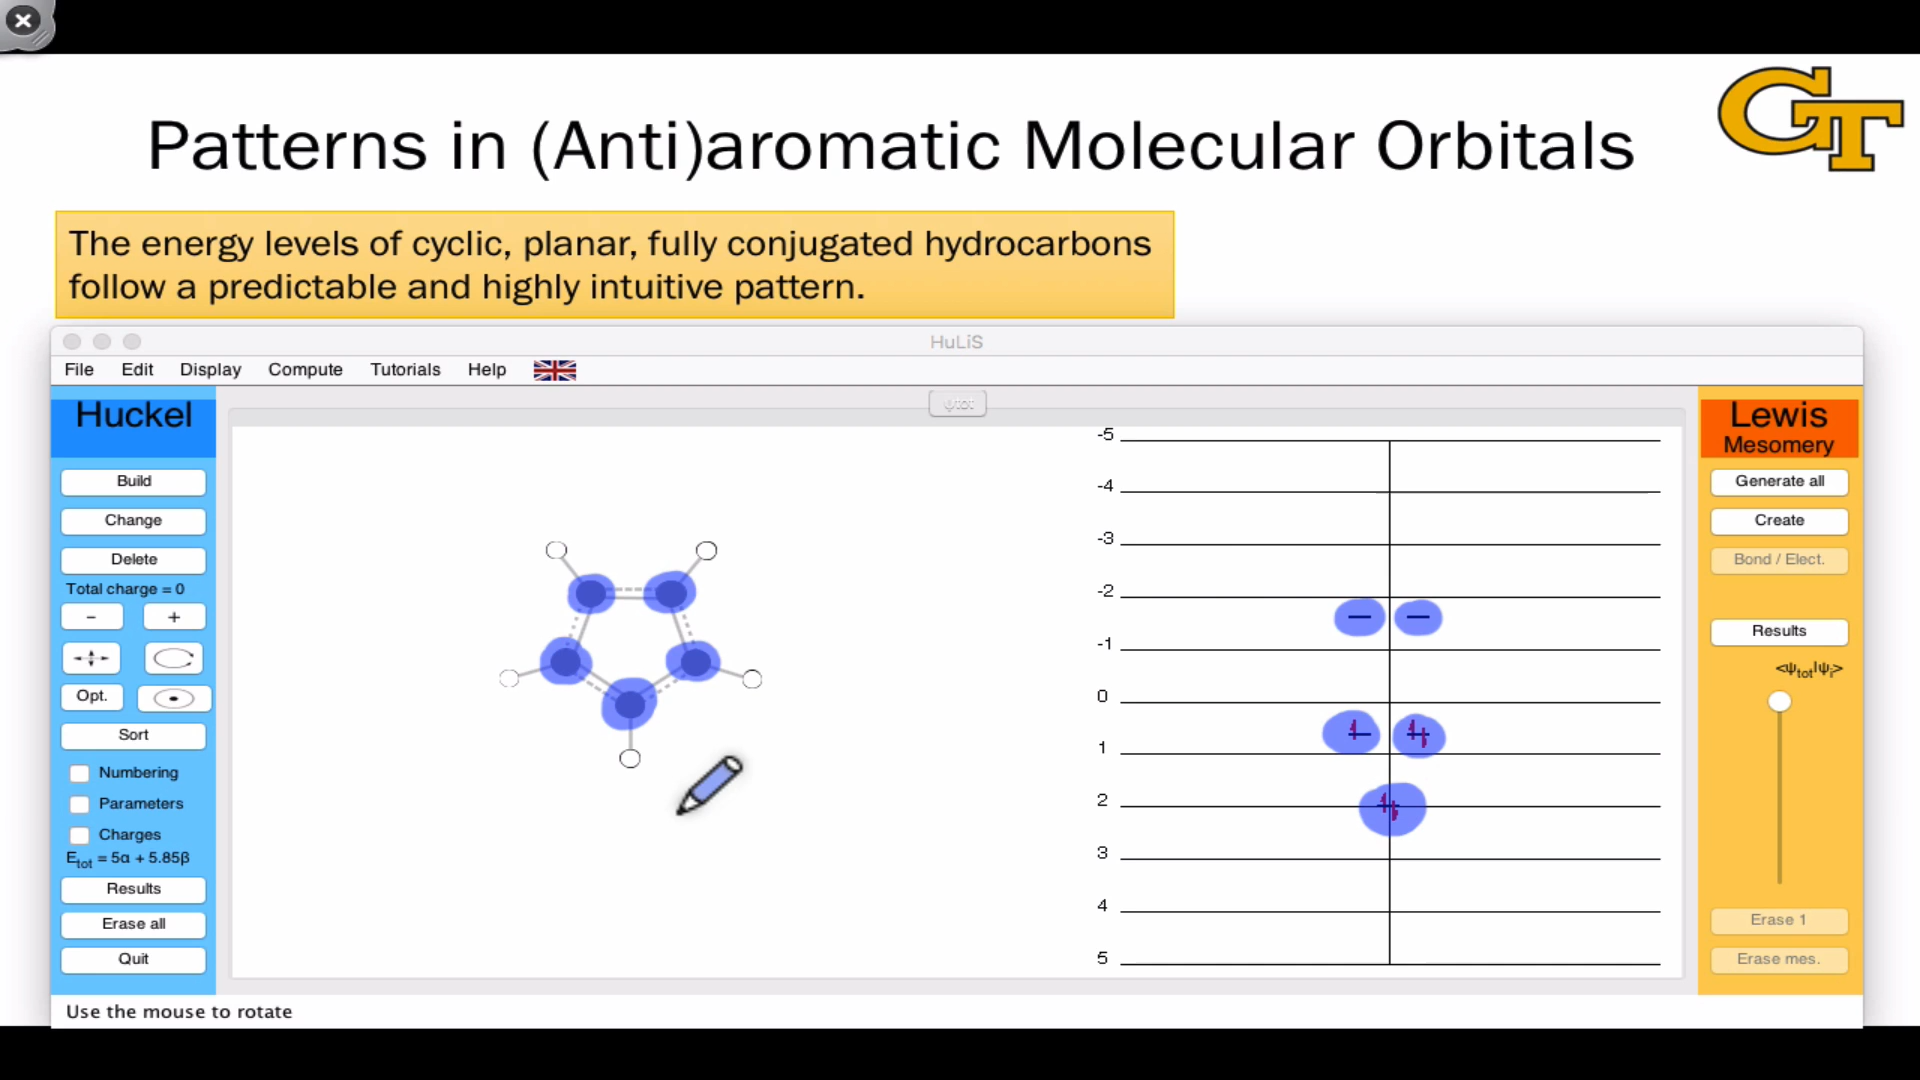 Patterns in (Anti)aromatic Molecular Orbitals
GT
The energy levels of cyclic, planar, fully conjugated hydrocarbons
follow a predictable and highly intuitive pattern.
HuLiS
File Edit Display Compute Tutorials Help
Huckel
Build
Change
Delete
Total charge = 0
- +
Opt.
Sort
Numbering
Parameters
Charges
Etot = 5α + 5.85β
Results
Erase all
Quit
Use the mouse to rotate
Ψtot
-5
-4
-3
-2
-1
0
1
2
3
4
5
Lewis
Mesomery
Generate all
Create
Bond / Elect.
Results
<Ψtot|Ψi>
Erase 1
Erase mes.